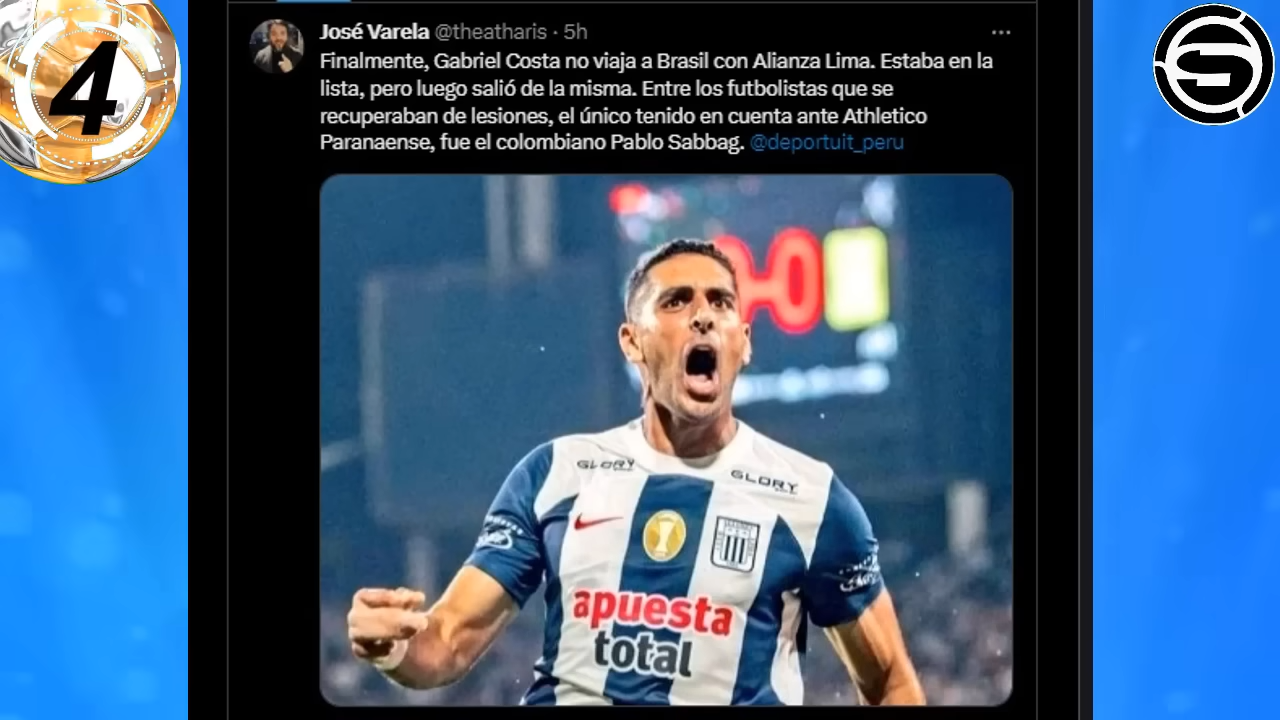 4
José Varela @theatharis · 5h
Finalmente, Gabriel Costa no viaja a Brasil con Alianza Lima. Estaba en la
lista, pero luego salió de la misma. Entre los futbolistas que se
recuperaban de lesiones, el único tenido en cuenta ante Athletico
Paranaense, fue el colombiano Pablo Sabbag. @deportuit_peru
0-0
GLORY
GLORY
apuesta
total
S